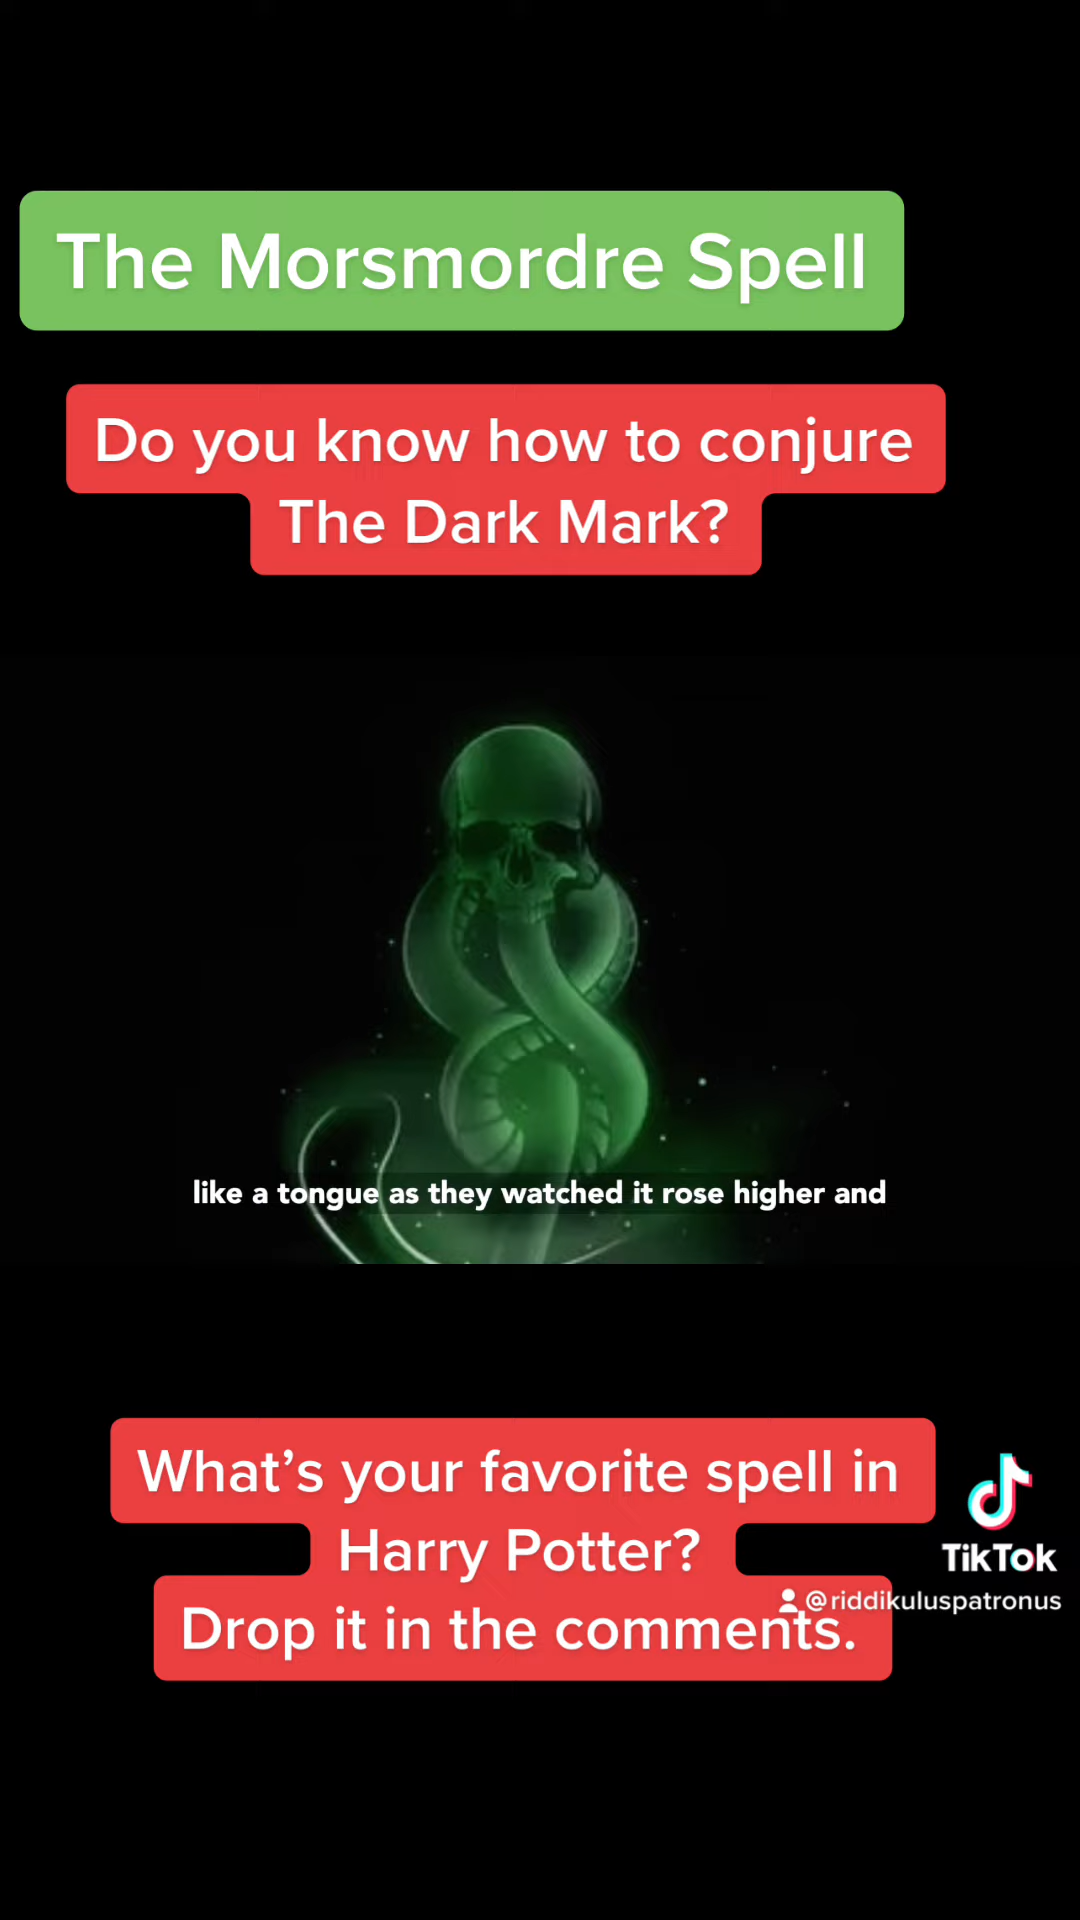 The Morsmordre Spell
Do you know how to conjure
The Dark Mark?
like a tongue as they watched it rose higher and
What's your favorite spell in
Harry Potter?
Drop it in the comments.
TikTok
@riddikuluspatronus